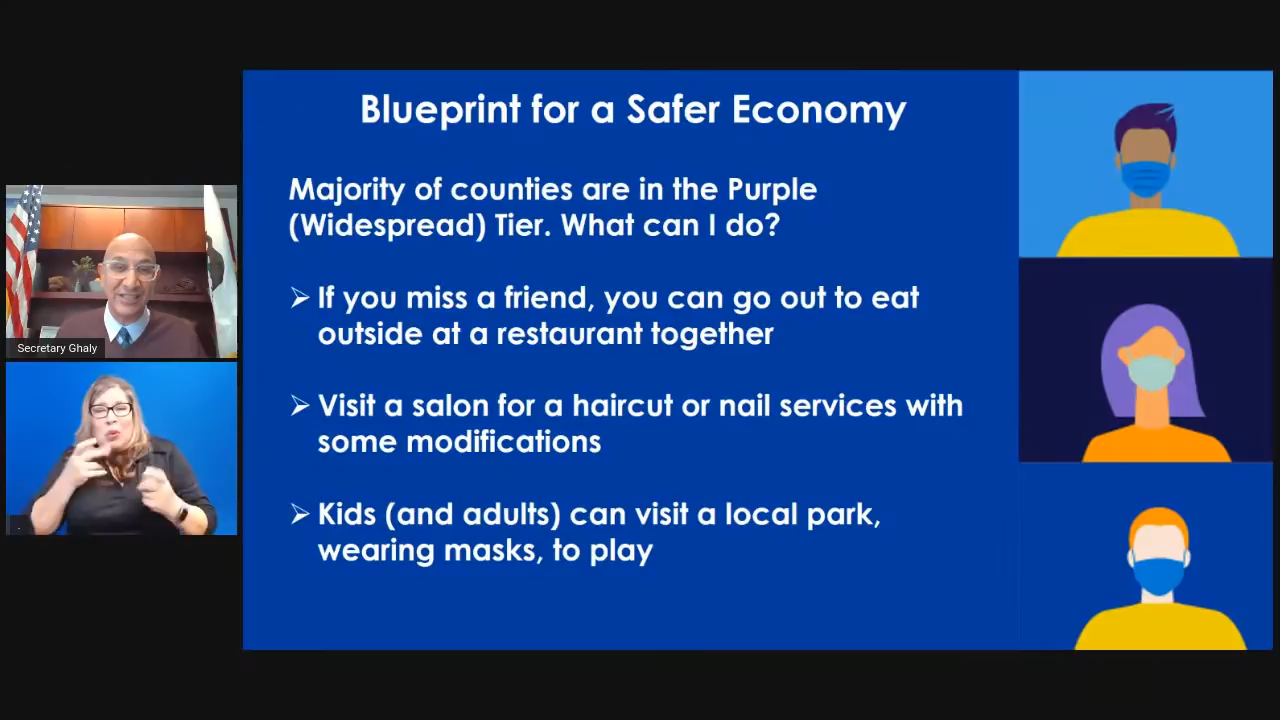 Blueprint for a Safer Economy
Majority of counties are in the Purple
(Widespread) Tier. What can I do?
If you miss a friend, you can go out to eat
outside at a restaurant together
Visit a salon for a haircut or nail services with
some modifications
Kids (and adults) can visit a local park,
wearing masks, to play
Secretary Ghaly